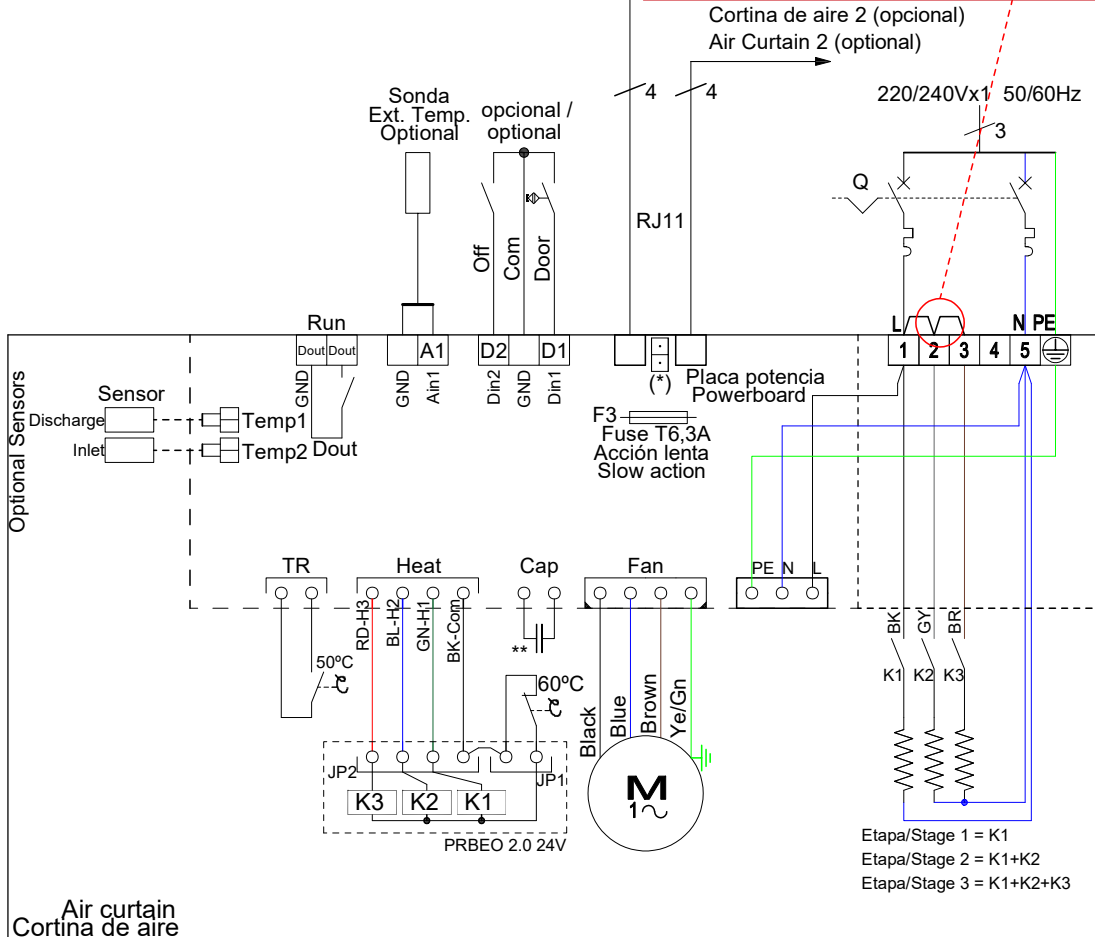 Cortina de aire 2 (opcional)
Air Curtain 2 (optional)
4
4
220/240Vx1 50/60Hz
3
Sonda
Ext. Temp.
Optional
opcional /
optional
Q
RJ11
Off
Com
Door
L
N
PE
Run
Dout
Dout
A1
D2
D1
1
2
3
4
5
GND
GND
Ain1
Din2
GND
Din1
(*)
Placa potencia
Powerboard
F3
Fuse T6,3A
Acción lenta
Slow action
Optional Sensors
Sensor
Discharge
Temp1
Inlet
Temp2
Dout
TR
Heat
Cap
Fan
PE
N
L
RD-H3
BL-H2
GN-H1
BK-Com
**
50ºC
60ºC
Black
Blue
Brown
Ye/Gn
BK
GY
BR
K1
K2
K3
JP2
JP1
K3
K2
K1
PRBEO 2.0 24V
M
1
Etapa/Stage 1 = K1
Etapa/Stage 2 = K1+K2
Etapa/Stage 3 = K1+K2+K3
Air curtain
Cortina de aire